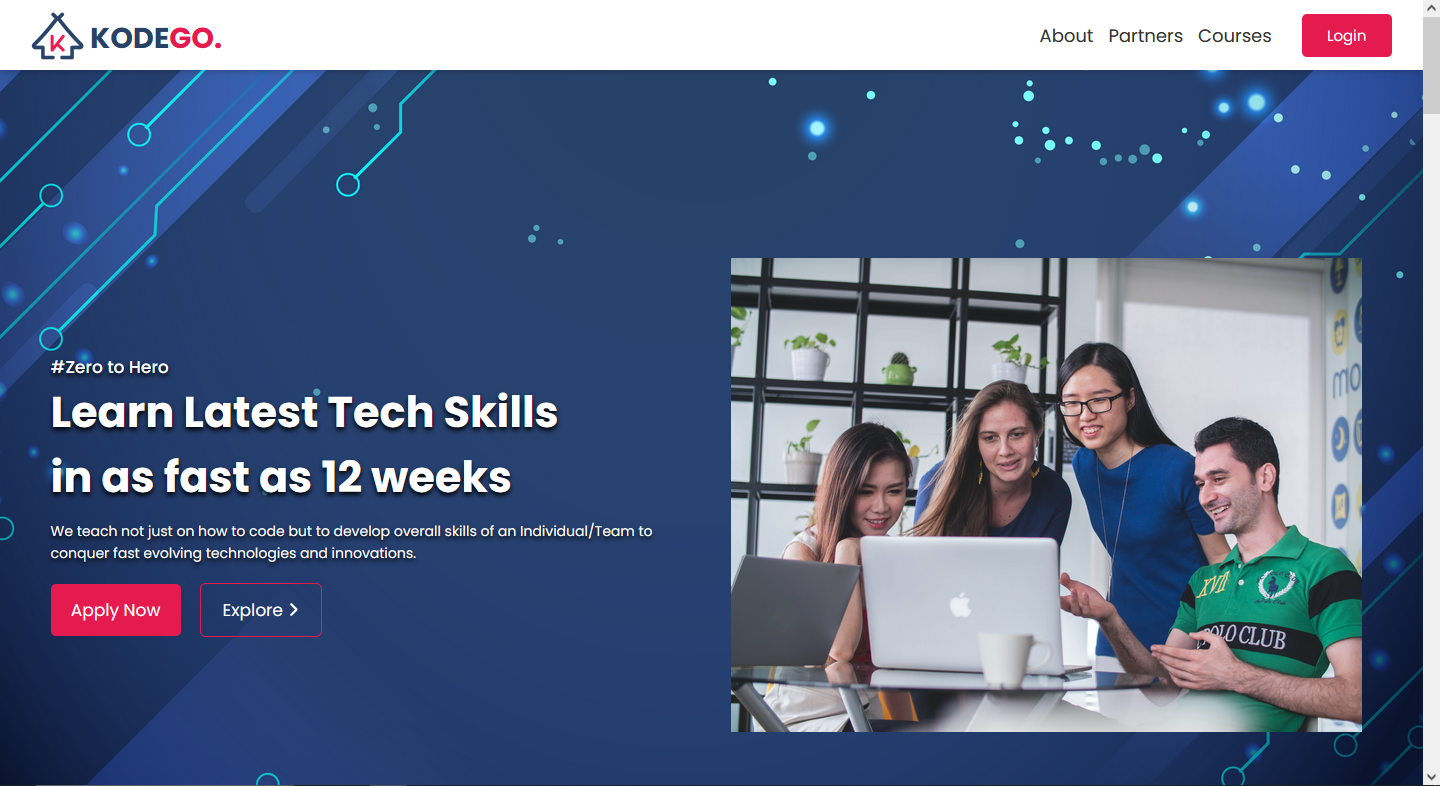 K KODEGO.
About Partners Courses Login
#Zero to Hero
Learn Latest Tech Skills
in as fast as 12 weeks
We teach not just on how to code but to develop overall skills of an Individual/Team to
conquer fast evolving technologies and innovations.
Apply Now Explore
XVII
POLO CLUB